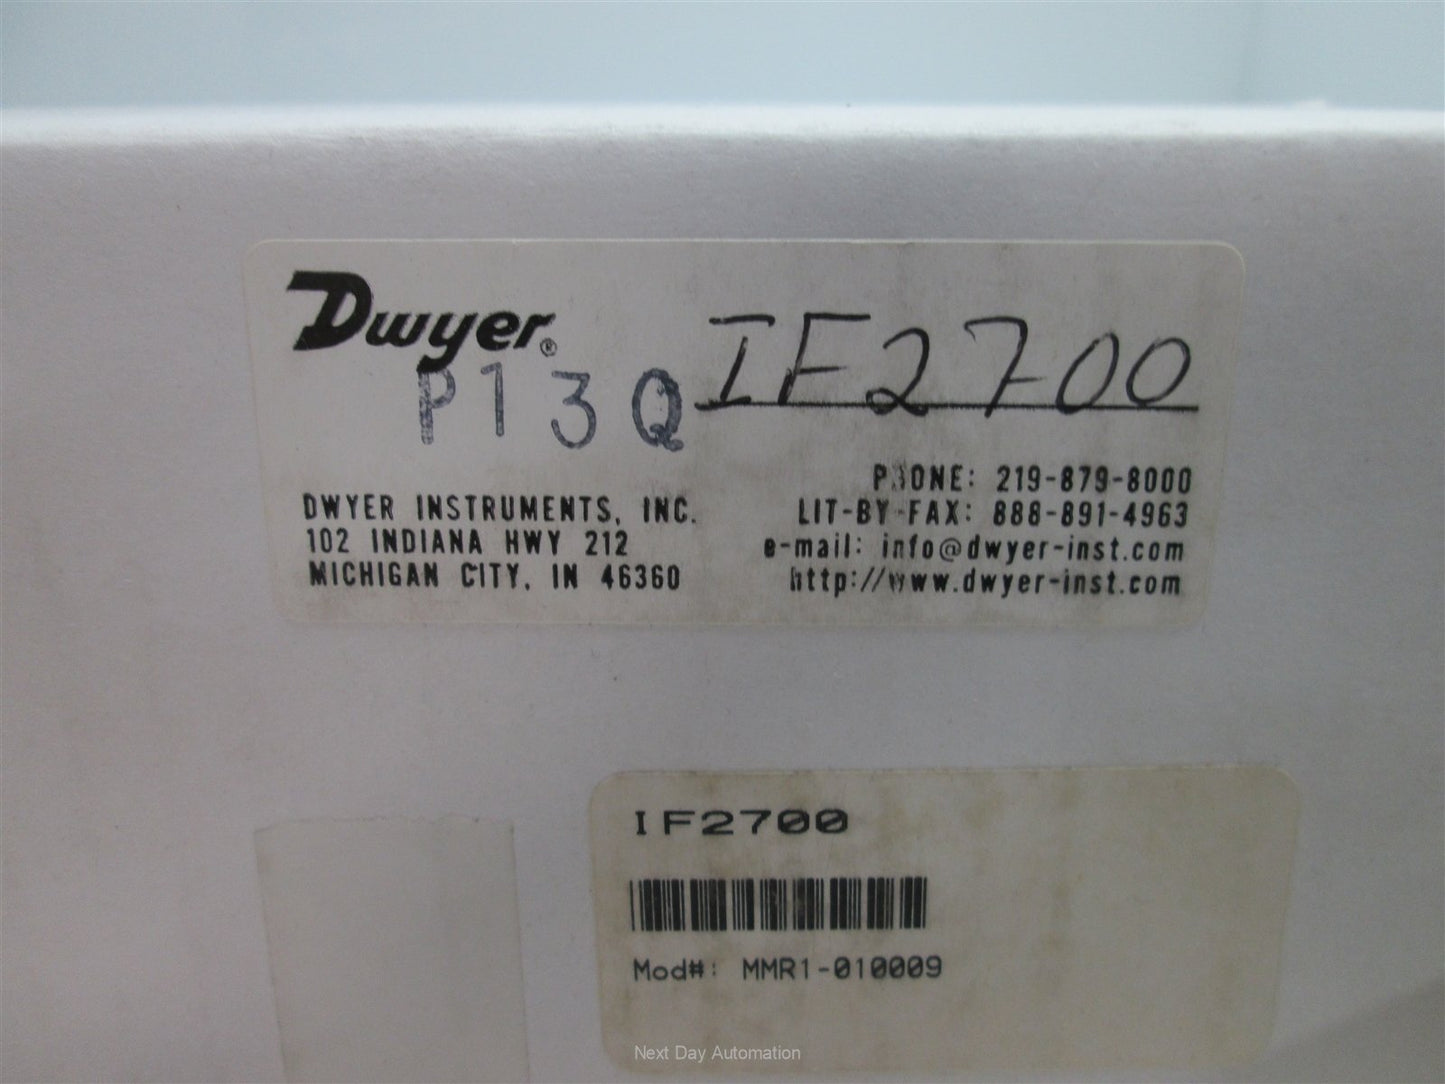 Dwyer®
IF2700
P13Q
DWYER INSTRUMENTS, INC.
102 INDIANA HWY 212
MICHIGAN CITY, IN 46360
PHONE: 219-879-8000
LIT-BY-FAX: 888-891-4963
e-mail: info@dwyer-inst.com
http://www.dwyer-inst.com
IF2700
Mod#: MMR1-010009
Next Day Automation